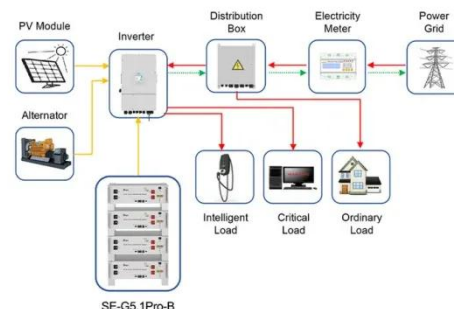 PV Module
Inverter
Distribution
Box
Electricity
Meter
Power
Grid
Alternator
Intelligent
Load
Critical
Load
Ordinary
Load
SE-G5.1Pro-B